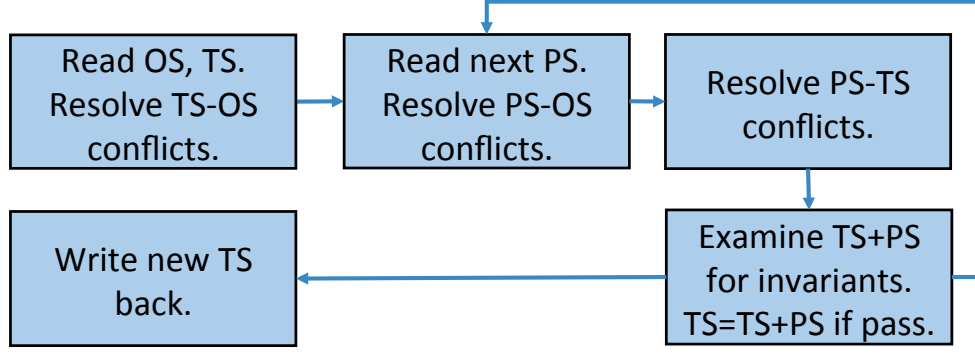 Read OS, TS.
Resolve TS-OS
conflicts.
Read next PS.
Resolve PS-OS
conflicts.
Resolve PS-TS
conflicts.
Write new TS
back.
Examine TS+PS
for invariants.
TS=TS+PS if pass.